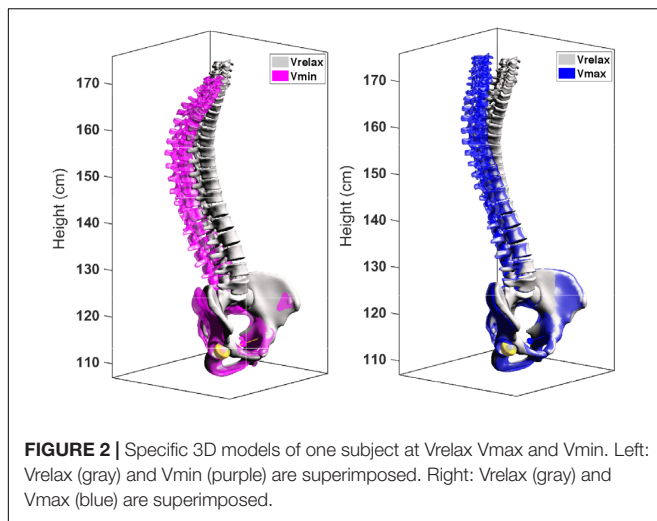 Vrelax
Vmin
Vrelax
Vmax
170
160
150
140
130
120
110
Height (cm)
170
160
150
140
130
120
110
Height (cm)
FIGURE 2 | Specific 3D models of one subject at Vrelax Vmax and Vmin. Left:
Vrelax (gray) and Vmin (purple) are superimposed. Right: Vrelax (gray) and
Vmax (blue) are superimposed.